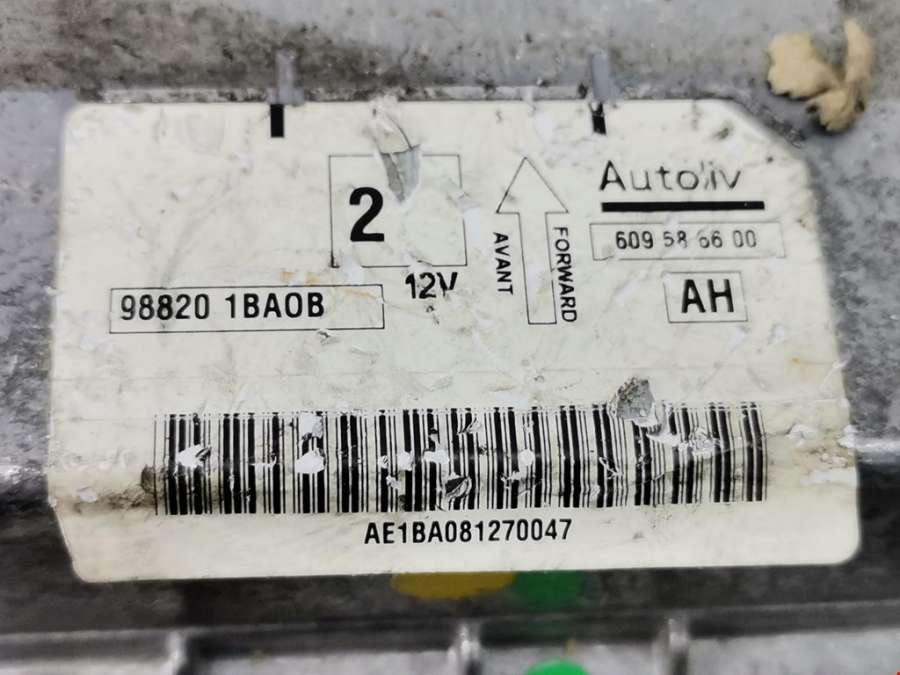 Autoliv
2
609 58 66 00
AVANT
FORWARD
12V
AH
98820 1BA0B
AE1BA081270047